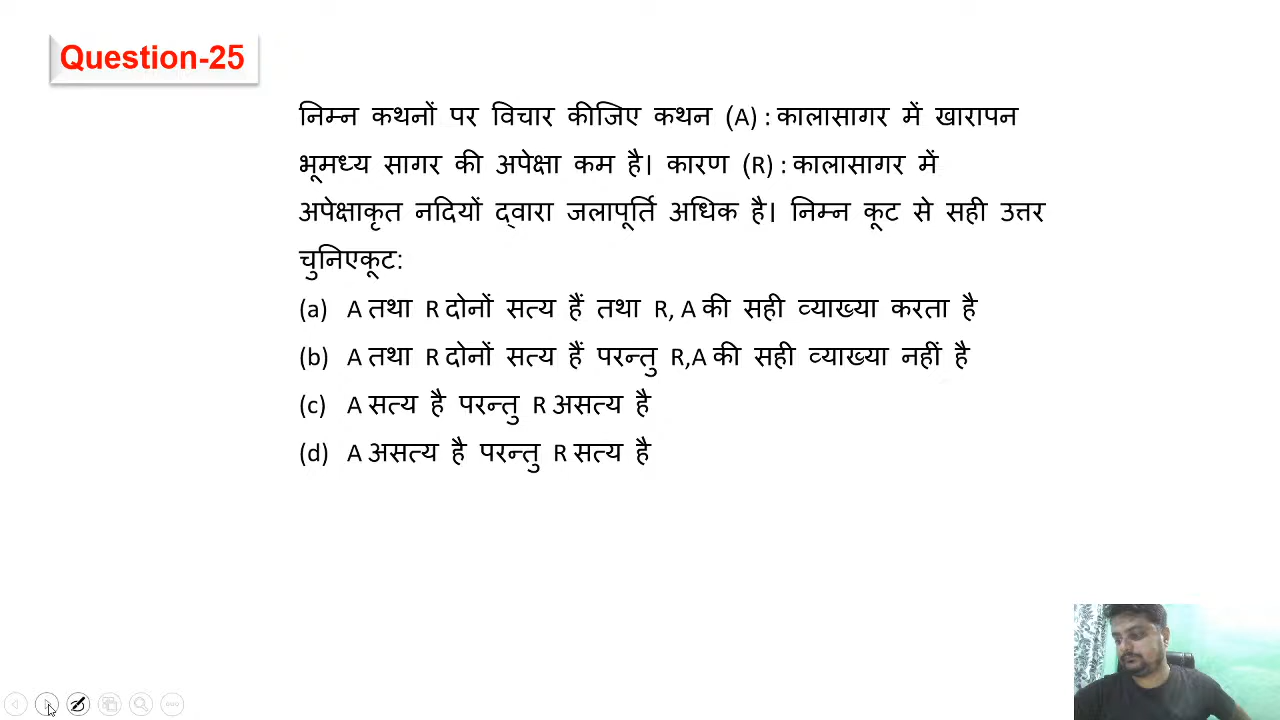 Question-25
निम्न कथनों पर विचार कीजिए कथन (A) : कालासागर में खारापन
भूमध्य सागर की अपेक्षा कम है। कारण (R) : कालासागर में
अपेक्षाकृत नदियों द्वारा जलापूर्ति अधिक है। निम्न कूट से सही उत्तर
चुनिएकूट:
(a) A तथा R दोनों सत्य हैं तथा R, A की सही व्याख्या करता है
(b) A तथा R दोनों सत्य हैं परन्तु R,A की सही व्याख्या नहीं है
(c) A सत्य है परन्तु R असत्य है
(d) A असत्य है परन्तु R सत्य है